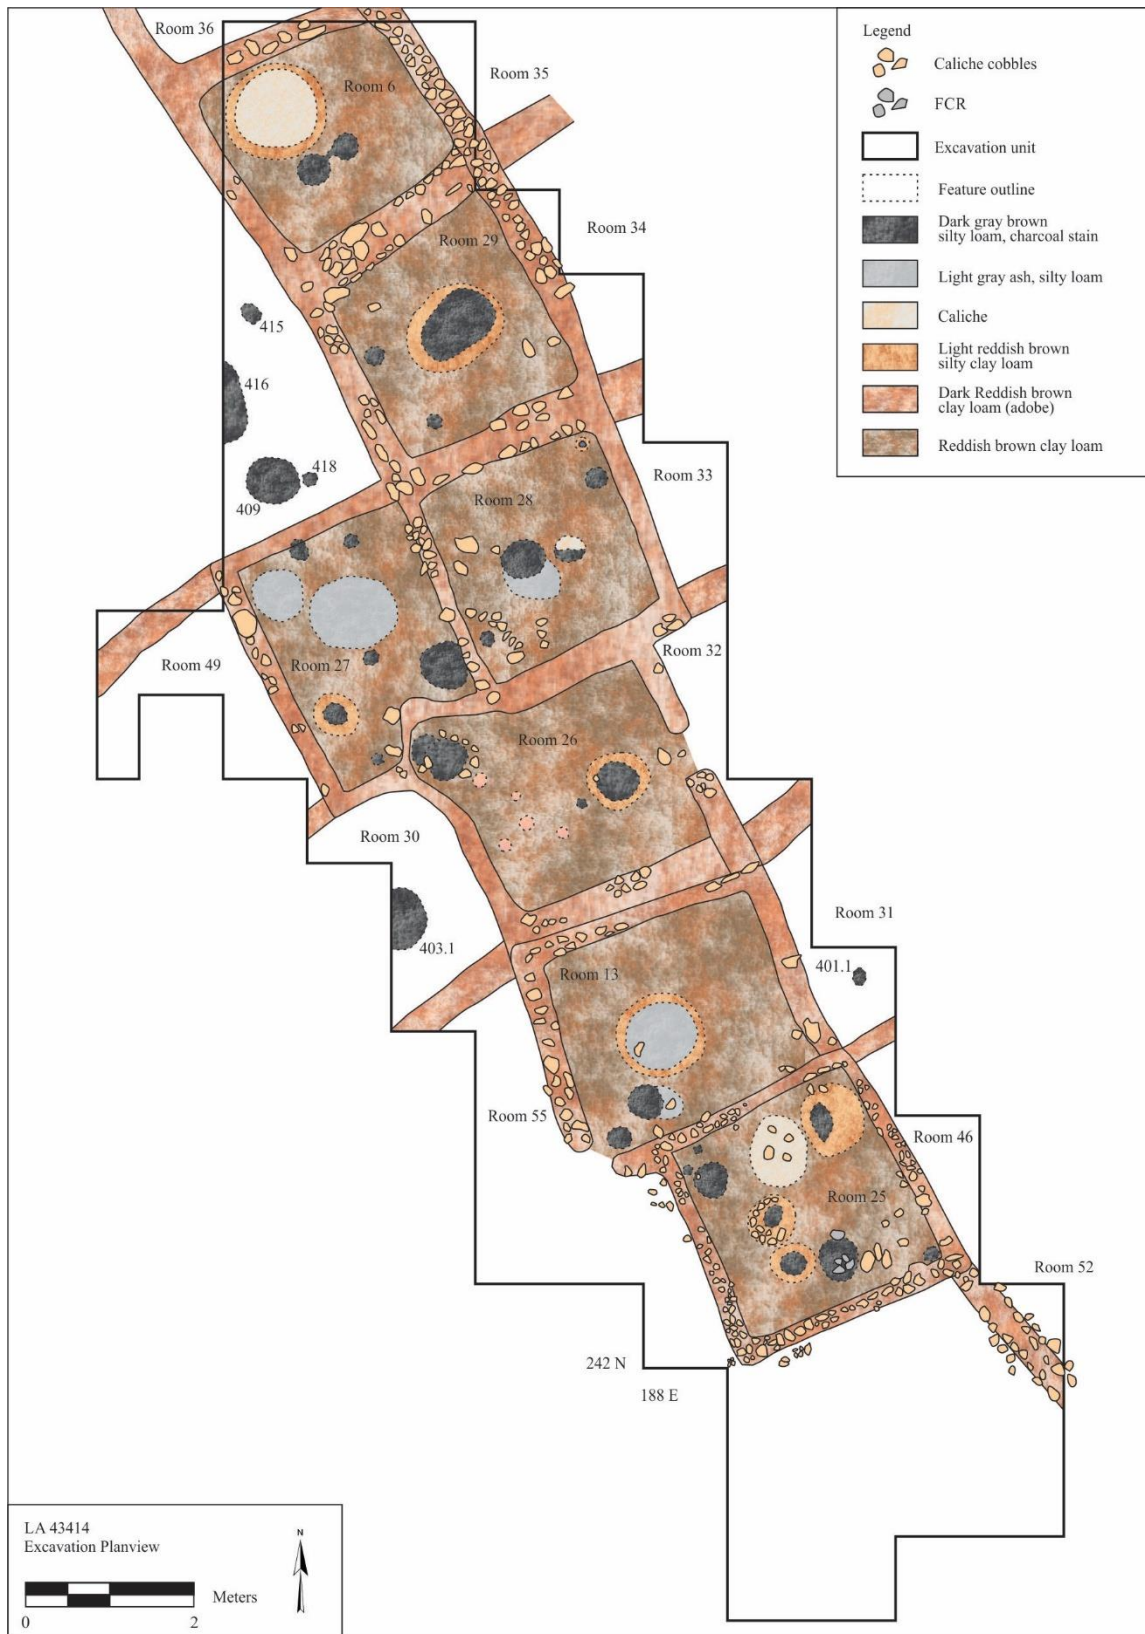 Room 36
Room 35
Room 6
Legend
Caliche cobbles
FCR
Excavation unit
Feature outline
Dark gray brown
silty loam, charcoal stain
Light gray ash, silty loam
Caliche
Light reddish brown
silty clay loam
Dark Reddish brown
clay loam (adobe)
Reddish brown clay loam
Room 34
Room 29
415
416
418
409
Room 33
Room 28
Room 32
Room 49
Room 27
Room 26
Room 30
Room 31
403.1
401.1
Room 13
Room 55
Room 46
Room 25
Room 52
242 N
188 E
LA 43414
Excavation Planview
N
Meters
0
2